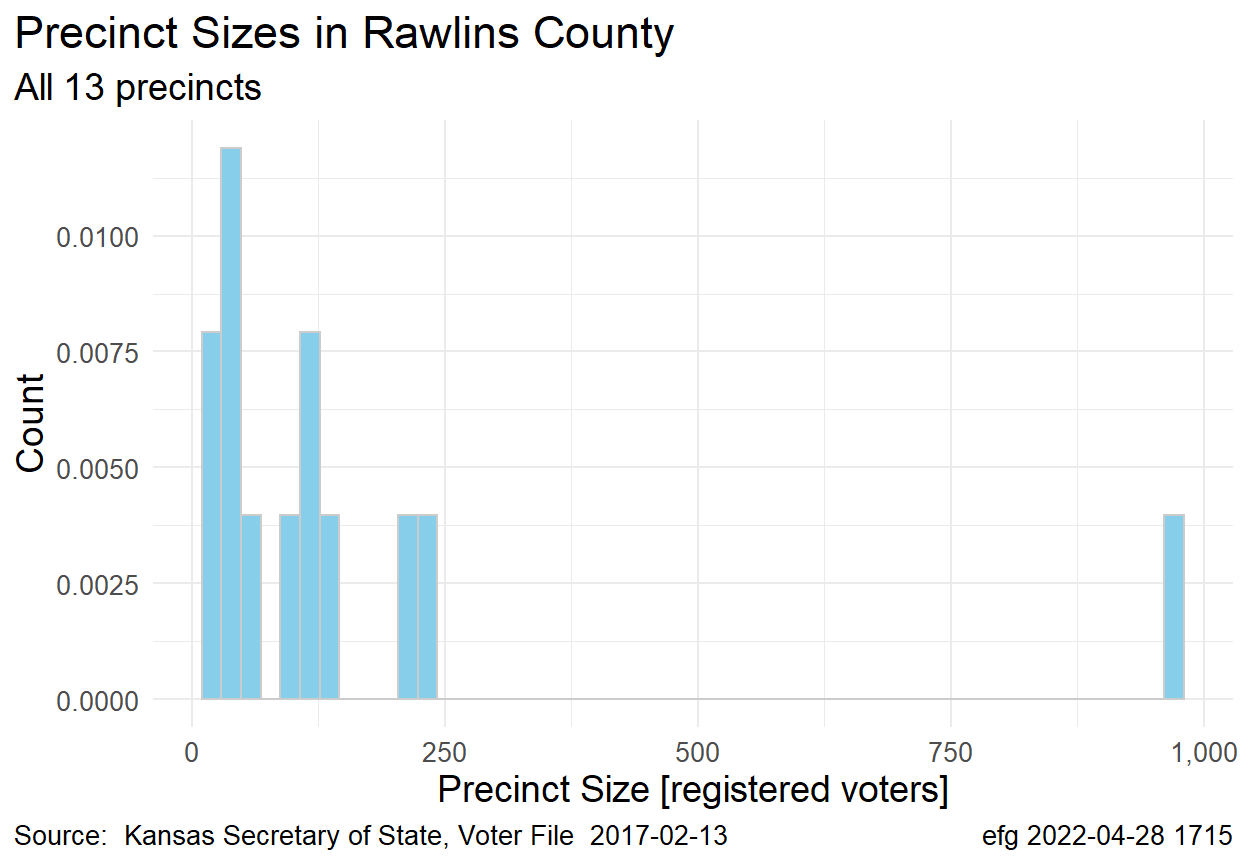 Precinct Sizes in Rawlins County
All 13 precincts
Count
0.0100
0.0075
0.0050
0.0025
0.0000
0
250
500
750
1,000
Precinct Size [registered voters]
Source:  Kansas Secretary of State, Voter File  2017-02-13
efg 2022-04-28 1715